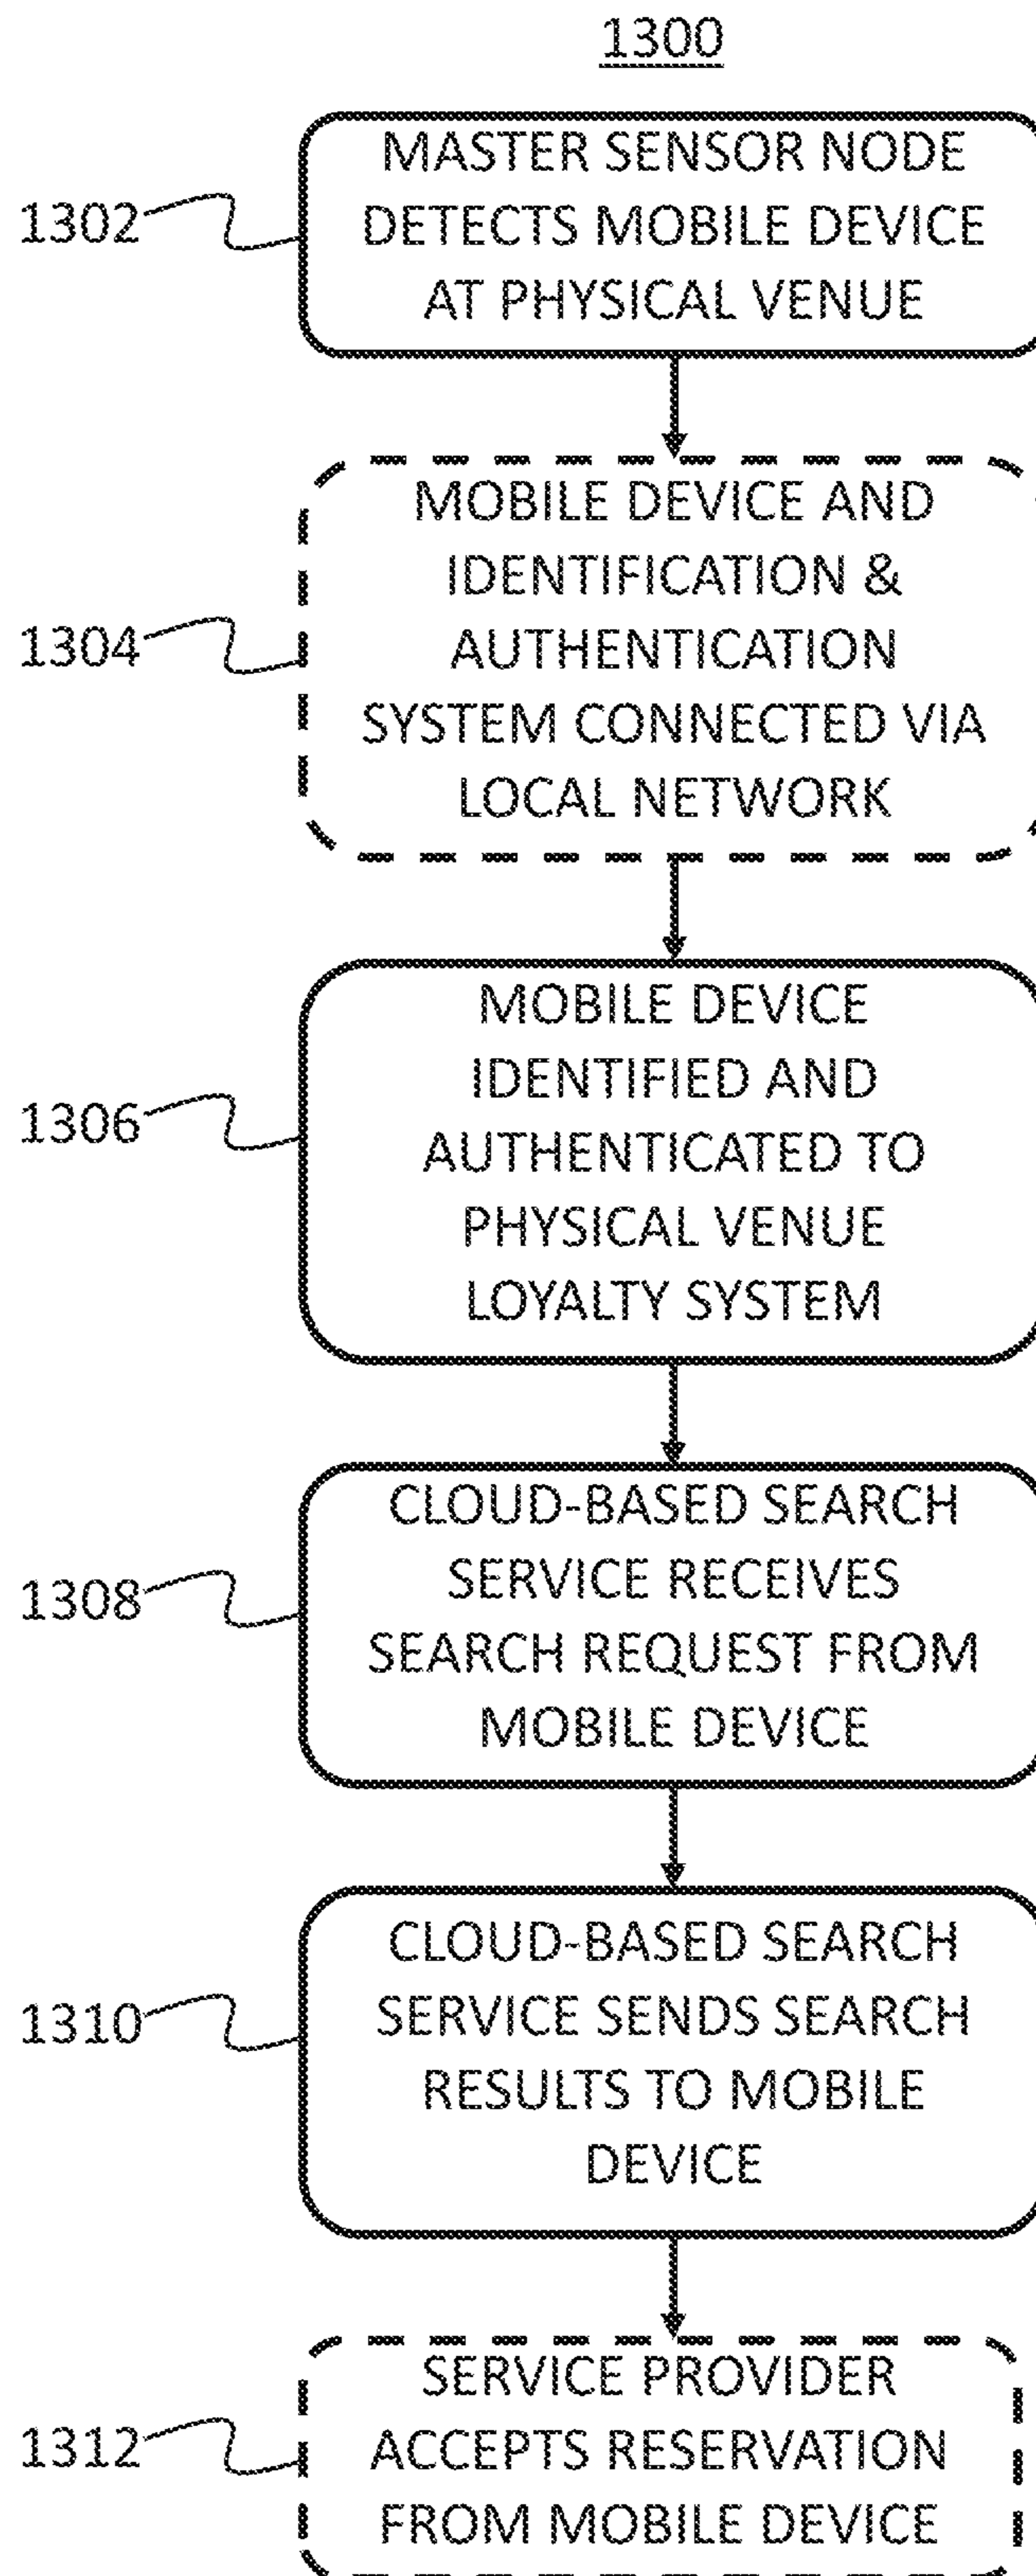 1300
1302
MASTER SENSOR NODE
DETECTS MOBILE DEVICE
AT PHYSICAL VENUE
1304
MOBILE DEVICE AND
IDENTIFICATION &
AUTHENTICATION
SYSTEM CONNECTED VIA
LOCAL NETWORK
1306
MOBILE DEVICE
IDENTIFIED AND
AUTHENTICATED TO
PHYSICAL VENUE
LOYALTY SYSTEM
1308
CLOUD-BASED SEARCH
SERVICE RECEIVES
SEARCH REQUEST FROM
MOBILE DEVICE
1310
CLOUD-BASED SEARCH
SERVICE SENDS SEARCH
RESULTS TO MOBILE
DEVICE
1312
SERVICE PROVIDER
ACCEPTS RESERVATION
FROM MOBILE DEVICE